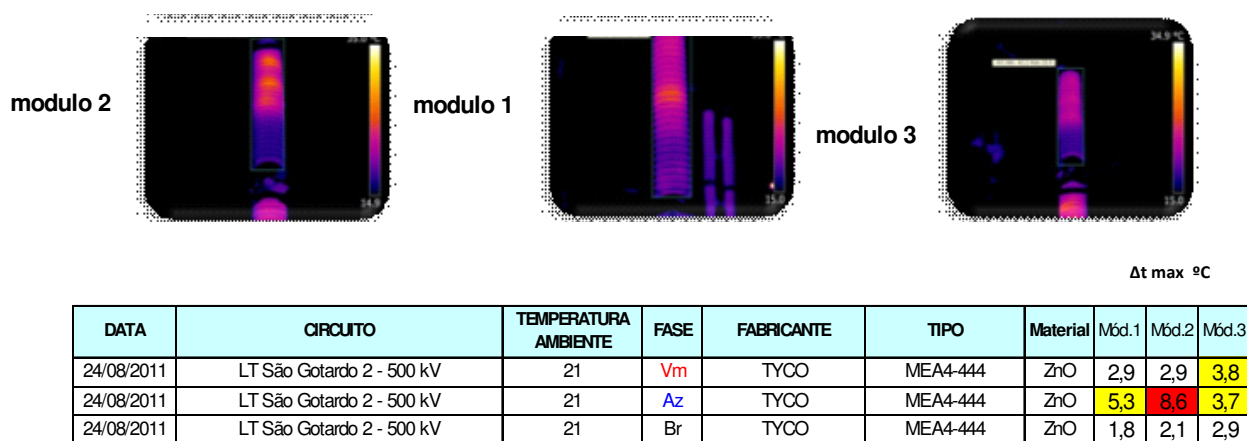 modulo 2
14.9
modulo 1
15.0
modulo 3
34.9 °C
15.0
Δt max ºC
DATA CIRCUITO TEMPERATURA AMBIENTE FASE FABRICANTE TIPO Material Mód.1 Mód.2 Mód.3
24/08/2011 LT São Gotardo 2 - 500 kV 21 Vm TYCO MEA4-444 ZnO 2,9 2,9 3,8
24/08/2011 LT São Gotardo 2 - 500 kV 21 Az TYCO MEA4-444 ZnO 5,3 8,6 3,7
24/08/2011 LT São Gotardo 2 - 500 kV 21 Br TYCO MEA4-444 ZnO 1,8 2,1 2,9